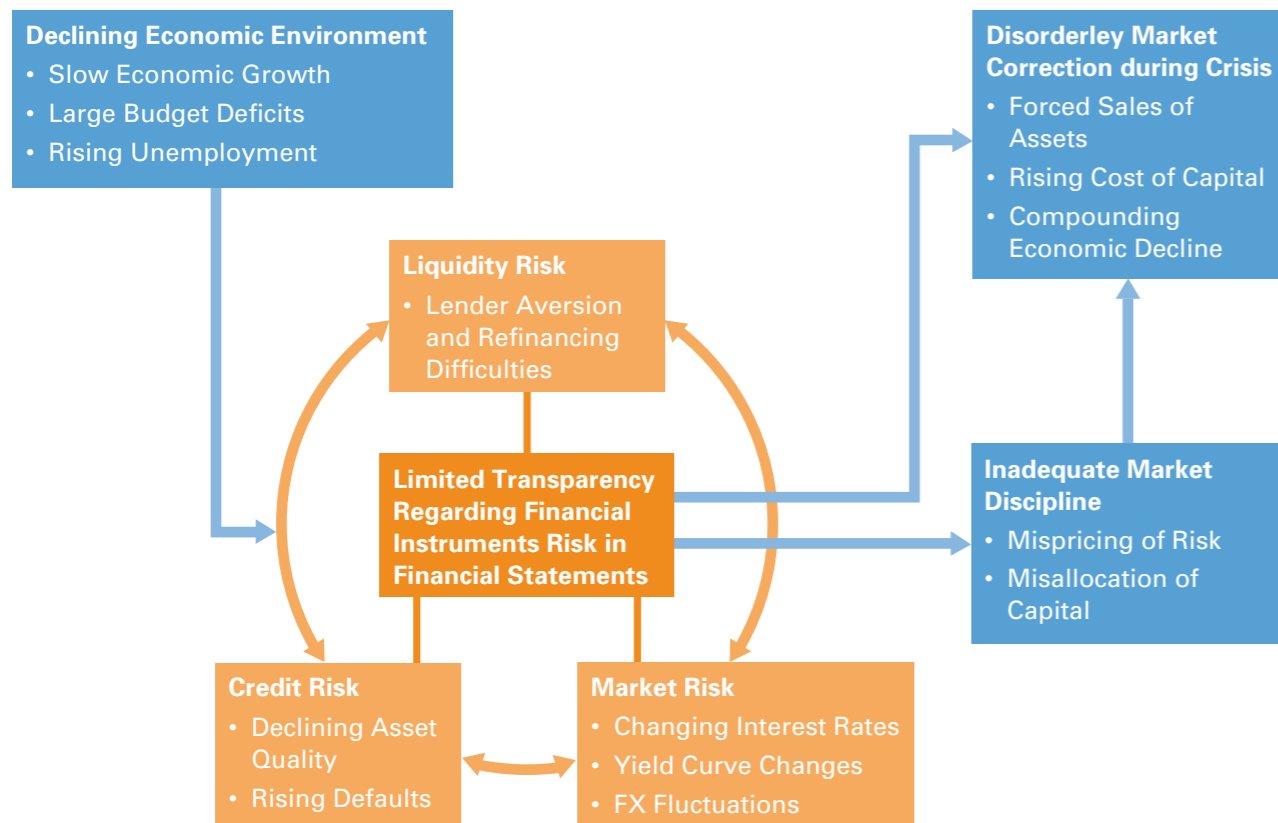 Declining Economic Environment
• Slow Economic Growth
• Large Budget Deficits
• Rising Unemployment
Disorderley Market
Correction during Crisis
• Forced Sales of
Assets
• Rising Cost of Capital
• Compounding
Economic Decline
Liquidity Risk
• Lender Aversion
and Refinancing
Difficulties
Limited Transparency
Regarding Financial
Instruments Risk in
Financial Statements
Inadequate Market
Discipline
• Mispricing of Risk
• Misallocation of
Capital
Credit Risk
• Declining Asset
Quality
• Rising Defaults
Market Risk
• Changing Interest Rates
• Yield Curve Changes
• FX Fluctuations